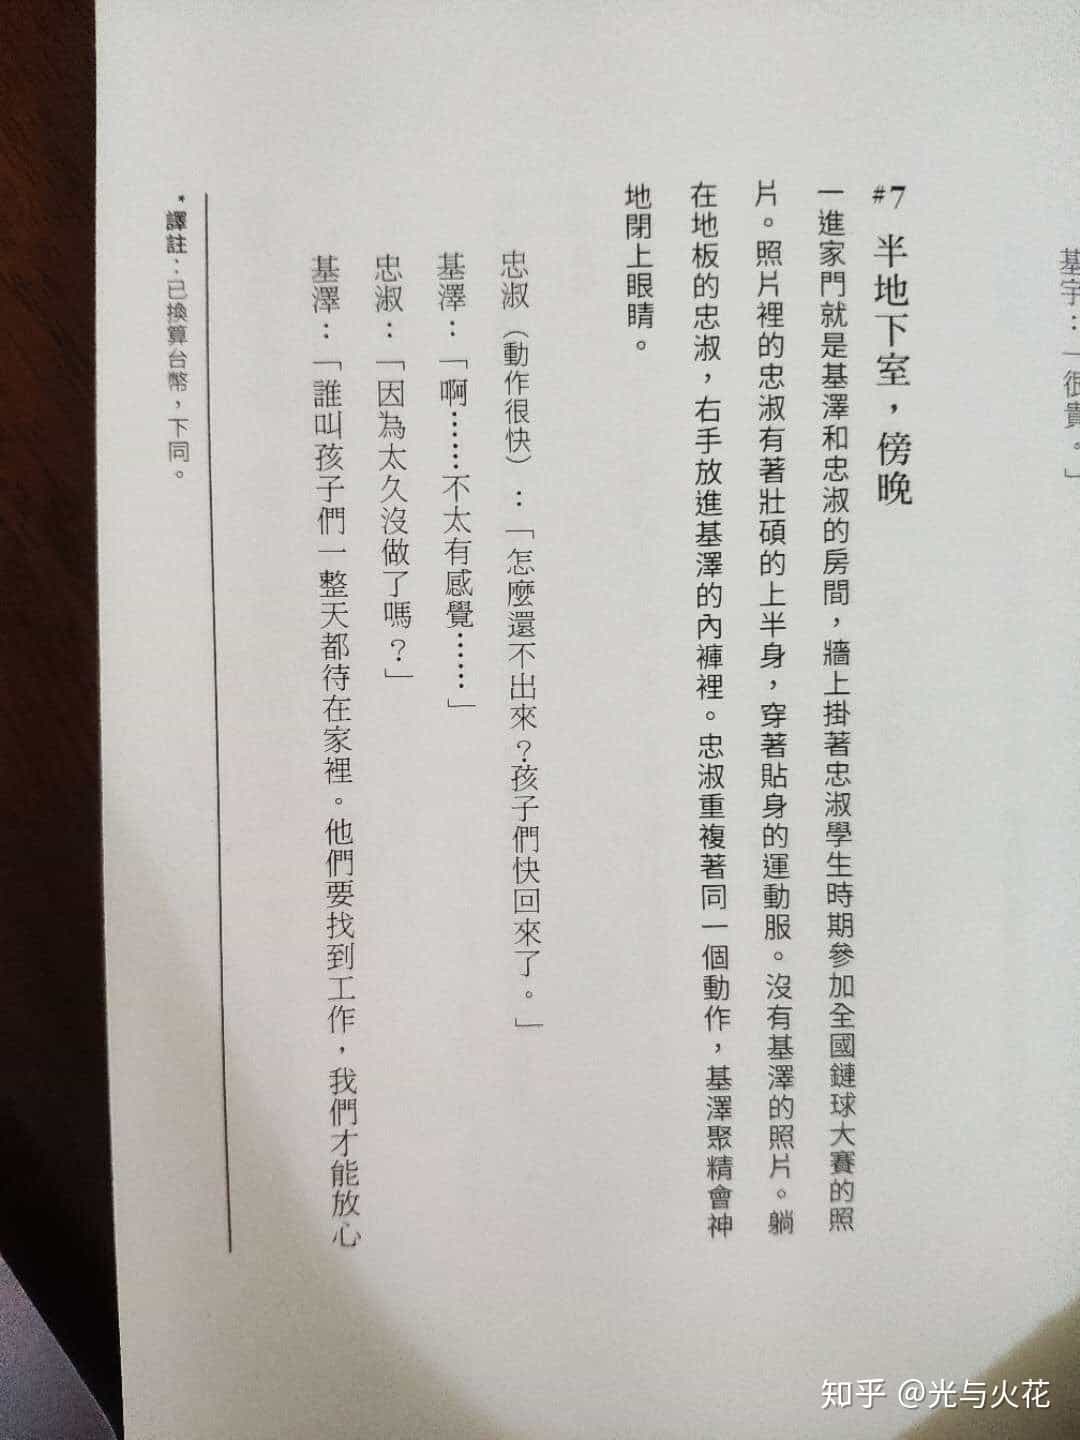 基宇：「很貴。」
#7 半地下室，傍晚
一進家門就是基澤和忠淑的房間，牆上掛著忠淑學生時期參加全國鏈球大賽的照
片。照片裡的忠淑有著壯碩的上半身，穿著貼身的運動服。沒有基澤的照片。躺
在地板的忠淑，右手放進基澤的內褲裡。忠淑重複著同一個動作，基澤聚精會神
地閉上眼睛。
忠淑（動作很快）：「怎麼還不出來？孩子們快回來了。」
基澤：「啊⋯⋯不太有感覺⋯⋯」
忠淑：「因為太久沒做了嗎？」
基澤：「誰叫孩子們一整天都待在家裡。他們要找到工作，我們才能放心
*譯註：已換算台幣，下同。
知乎 @光与火花